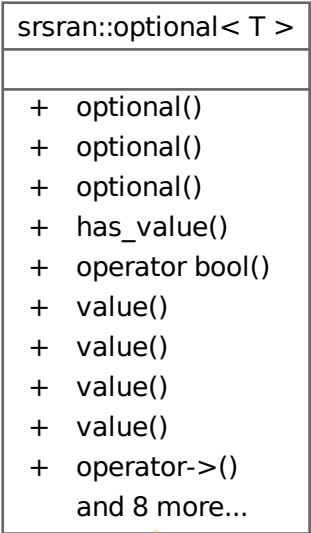 srsran::optional< T >
+ optional()
+ optional()
+ optional()
+ has_value()
+ operator bool()
+ value()
+ value()
+ value()
+ value()
+ operator->()
and 8 more...